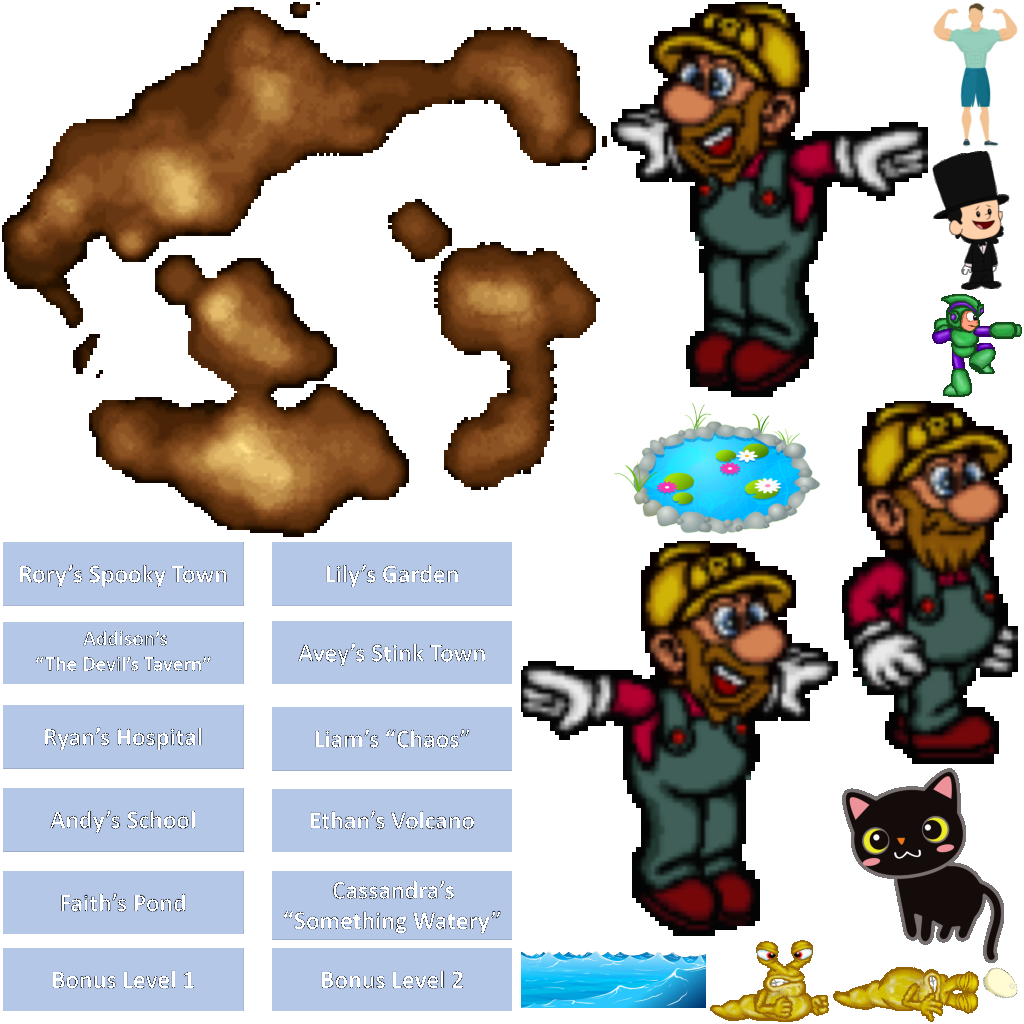 Rory's Spooky Town
Lily's Garden
Addison's
"The Devil's Tavern"
Avey's Stink Town
Ryan's Hospital
Liam's "Chaos"
Andy's School
Ethan's Volcano
Faith's Pond
Cassandra's
"Something Watery"
Bonus Level 1
Bonus Level 2